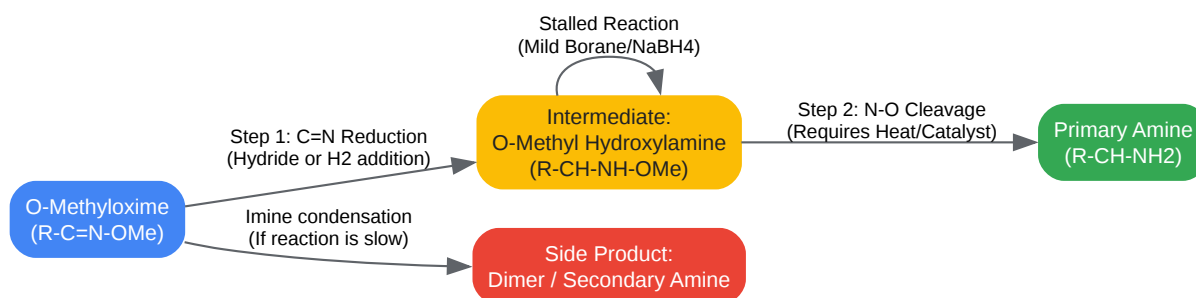 Stalled Reaction
(Mild Borane/NaBH4)
Step 1: C=N Reduction
(Hydride or H2 addition)
Intermediate:
O-Methyl Hydroxylamine
(R-CH-NH-OMe)
Step 2: N-O Cleavage
(Requires Heat/Catalyst)
Primary Amine
(R-CH-NH2)
O-Methyloxime
(R-C=N-OMe)
Imine condensation
(If reaction is slow)
Side Product:
Dimer / Secondary Amine